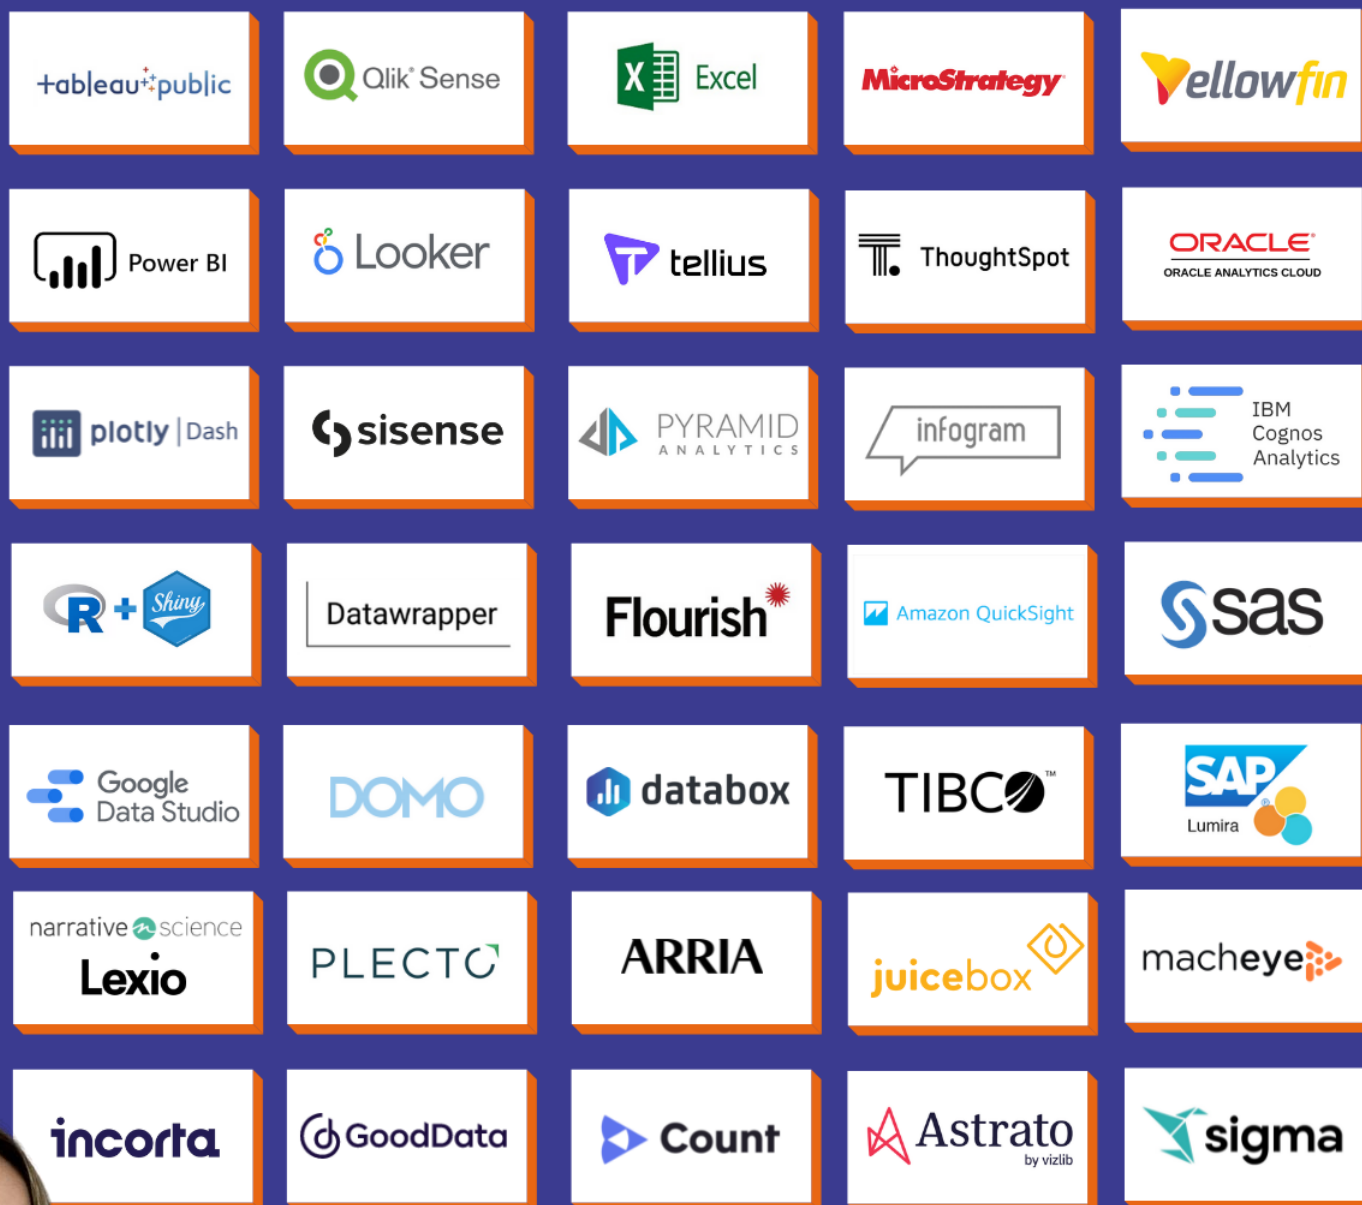 tableau public
Qlik® Sense
X Excel
MicroStrategy
Yellowfin
Power BI
Looker
T tellius
T. ThoughtSpot
ORACLE®
ORACLE ANALYTICS CLOUD
plotly | Dash
sisense
PYRAMID
ANALYTICS
infogram
IBM
Cognos
Analytics
R + Shiny
Datawrapper
Flourish
Amazon QuickSight
sas
Google
Data Studio
DOMO
databox
TIBCO™
SAP®
Lumira
narrative n science
Lexio
PLECTO
ARRIA
juicebox
macheye
incorta
GoodData
Count
Astrato
by vizlib
sigma